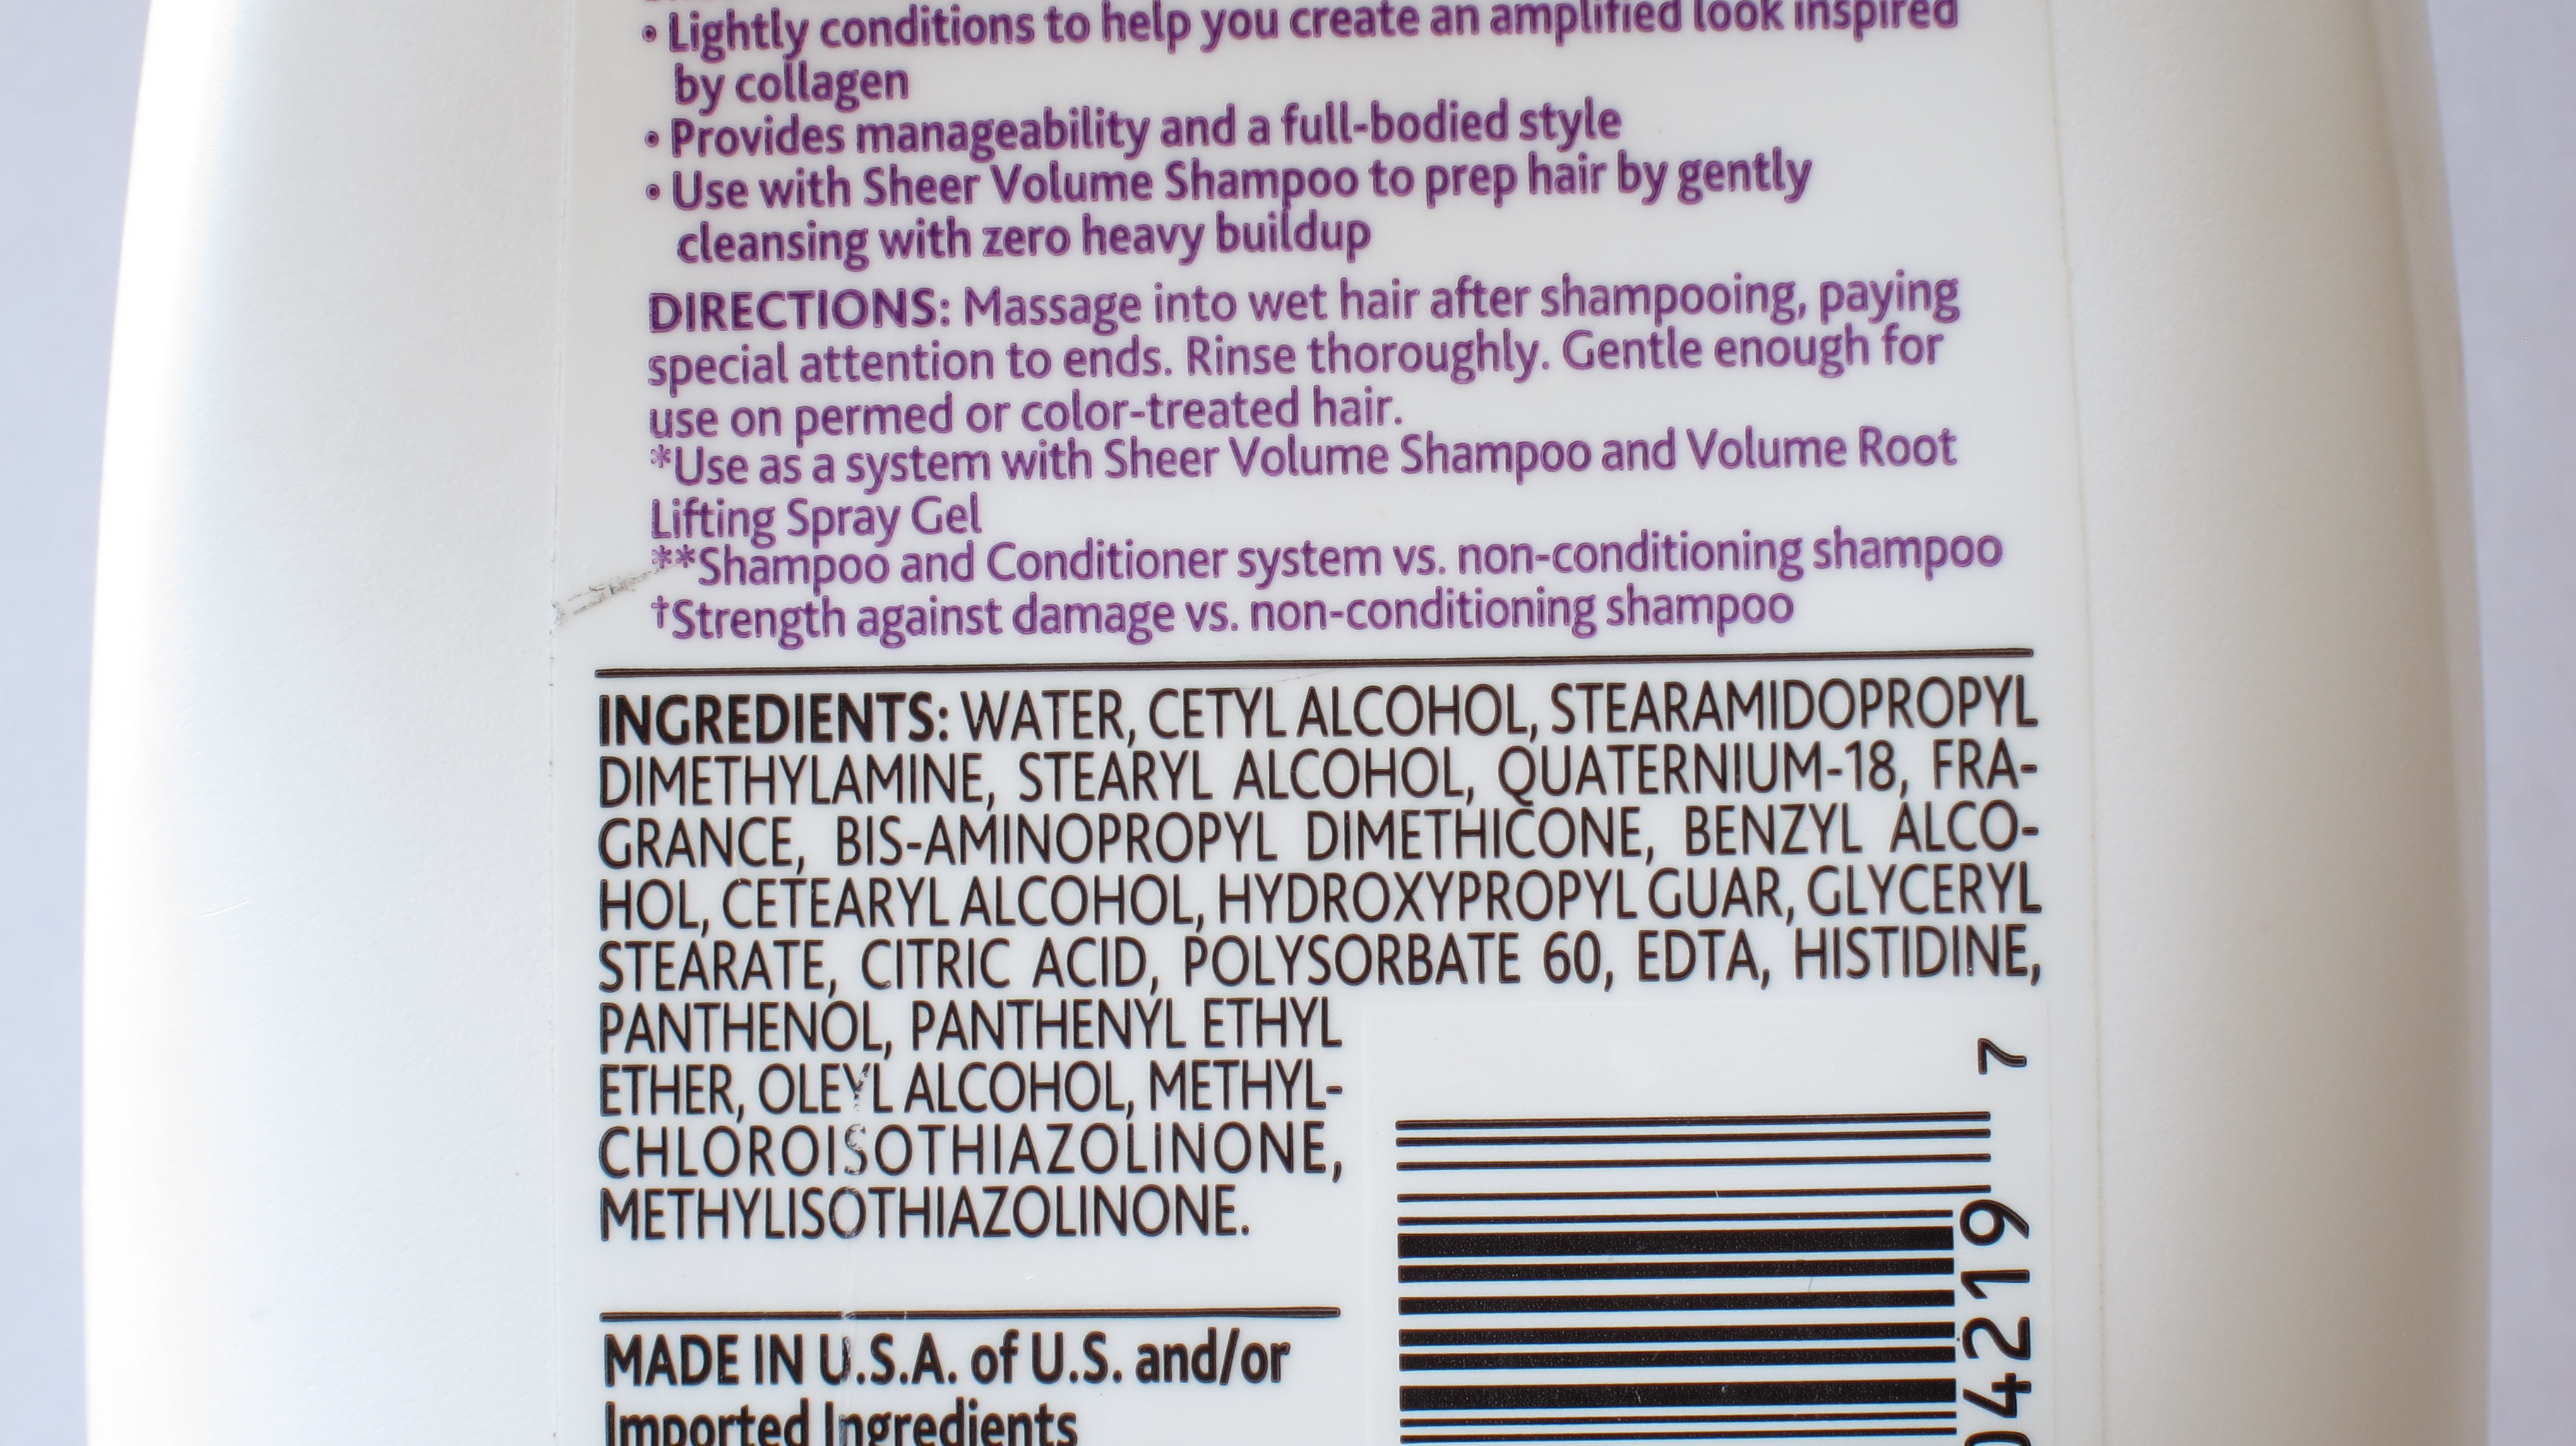 • Lightly conditions to help you create an amplified look inspired
by collagen
• Provides manageability and a full-bodied style
• Use with Sheer Volume Shampoo to prep hair by gently
cleansing with zero heavy buildup
DIRECTIONS: Massage into wet hair after shampooing, paying
special attention to ends. Rinse thoroughly. Gentle enough for
use on permed or color-treated hair.
*Use as a system with Sheer Volume Shampoo and Volume Root
Lifting Spray Gel
**Shampoo and Conditioner system vs. non-conditioning shampoo
†Strength against damage vs. non-conditioning shampoo
INGREDIENTS: WATER, CETYL ALCOHOL, STEARAMIDOPROPYL
DIMETHYLAMINE, STEARYL ALCOHOL, QUATERNIUM-18, FRA-
GRANCE, BIS-AMINOPROPYL DIMETHICONE, BENZYL ALCO-
HOL, CETEARYL ALCOHOL, HYDROXYPROPYL GUAR, GLYCERYL
STEARATE, CITRIC ACID, POLYSORBATE 60, EDTA, HISTIDINE,
PANTHENOL, PANTHENYL ETHYL
ETHER, OLEYL ALCOHOL, METHYL-
CHLOROISOTHIAZOLINONE,
METHYLISOTHIAZOLINONE.
MADE IN U.S.A. of U.S. and/or
Imported Ingredients
04219 7